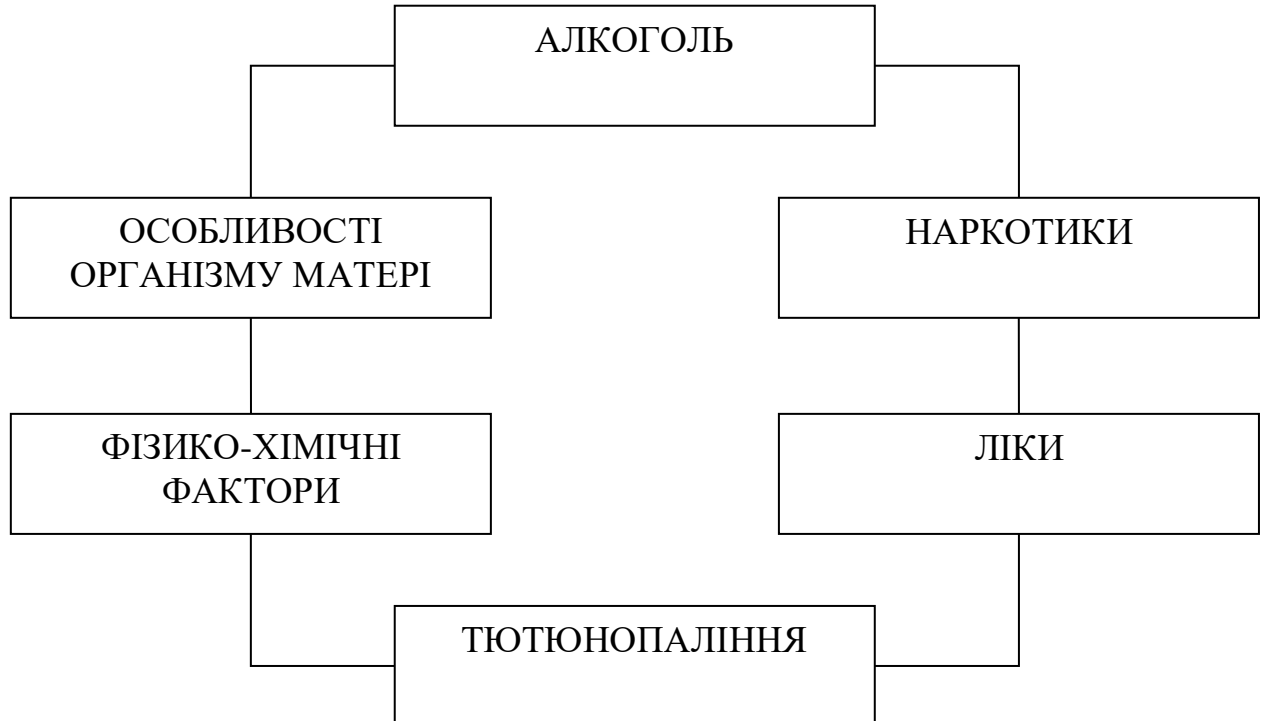 АЛКОГОЛЬ
ОСОБЛИВОСТІ
ОРГАНІЗМУ МАТЕРІ
НАРКОТИКИ
ФІЗИКО-ХІМІЧНІ
ФАКТОРИ
ЛІКИ
ТЮТЮНОПАЛІННЯ